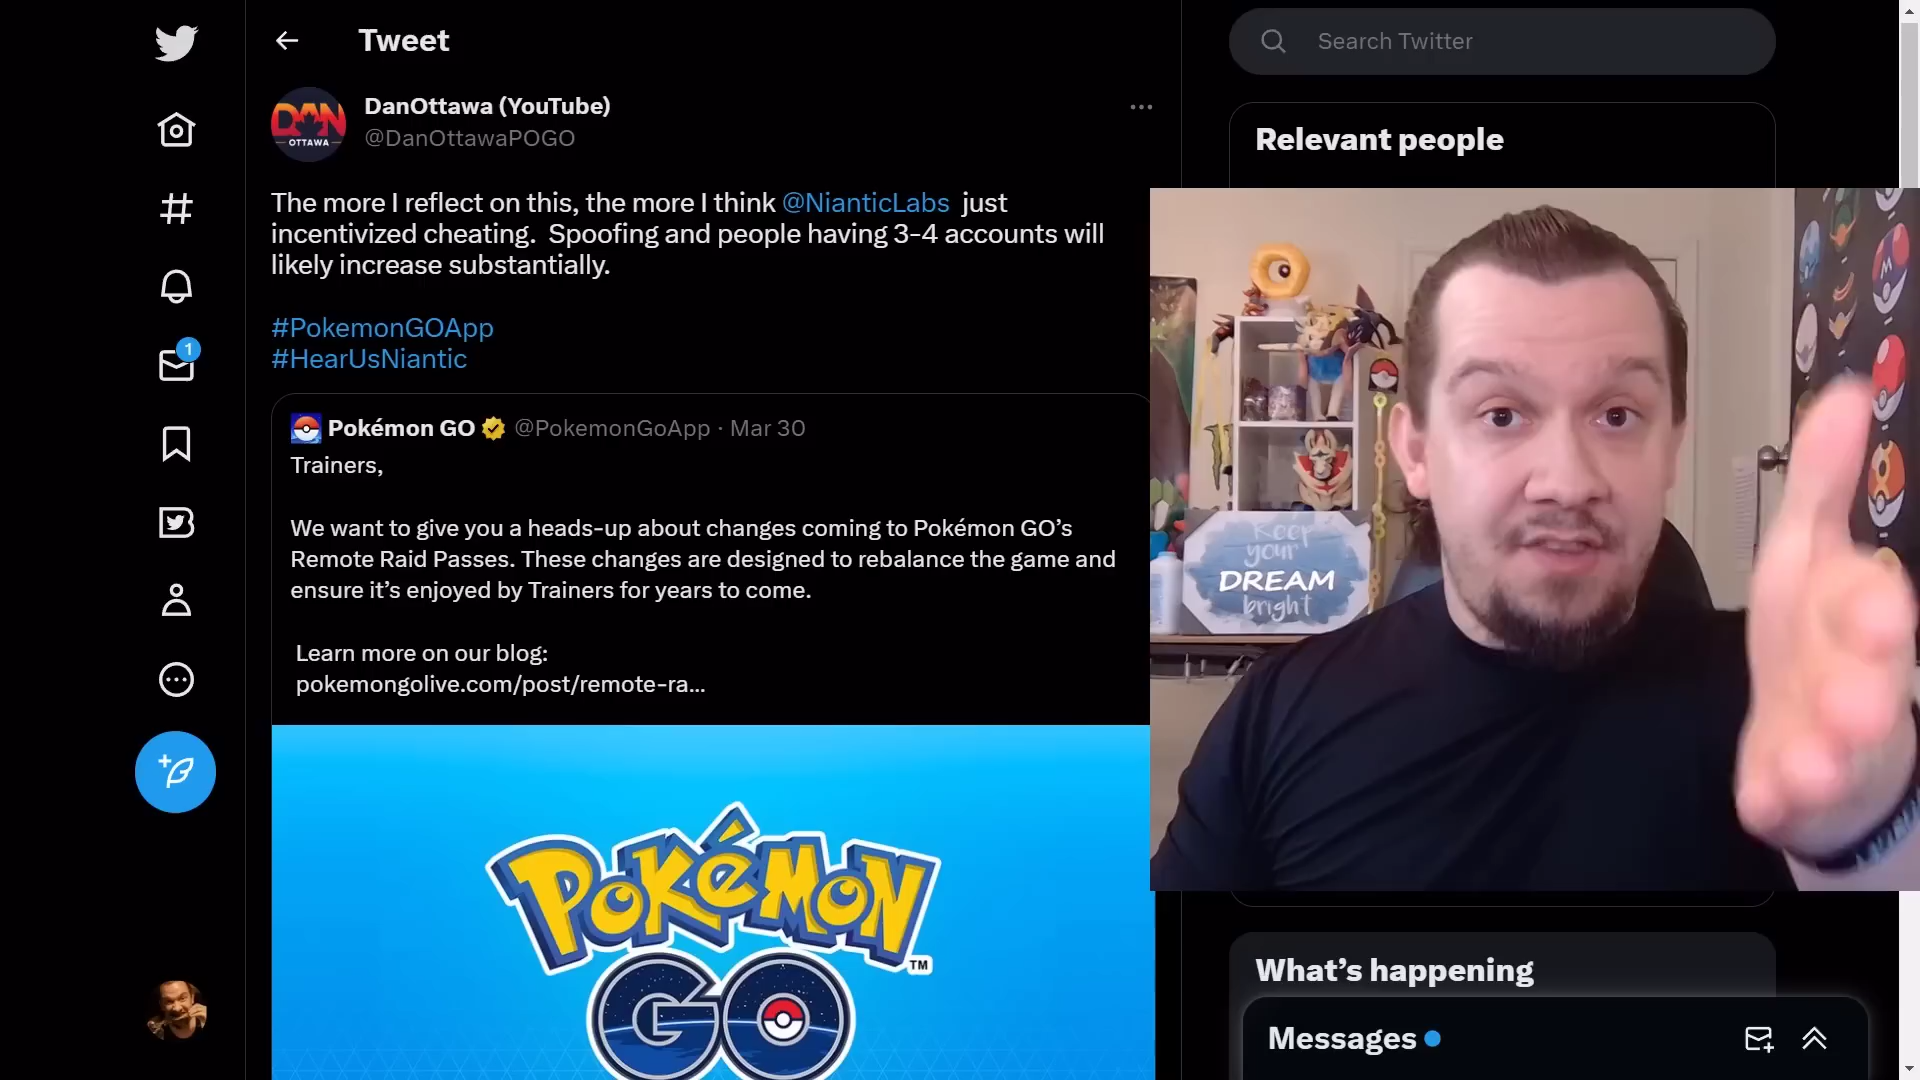 Tweet
Search Twitter
DAN
OTTAWA
DanOttawa (YouTube)
@DanOttawaPOGO
The more I reflect on this, the more I think @NianticLabs just
incentivized cheating. Spoofing and people having 3-4 accounts will
likely increase substantially.
#PokemonGOApp
#HearUsNiantic
1
Pokémon GO @PokemonGoApp · Mar 30
Trainers,
We want to give you a heads-up about changes coming to Pokémon GO’s
Remote Raid Passes. These changes are designed to rebalance the game and
ensure it’s enjoyed by Trainers for years to come.
Learn more on our blog:
pokemongolive.com/post/remote-ra...
POKéMON
TM
GO
Relevant people
Keep
your
DREAM
bright
What’s happening
Messages